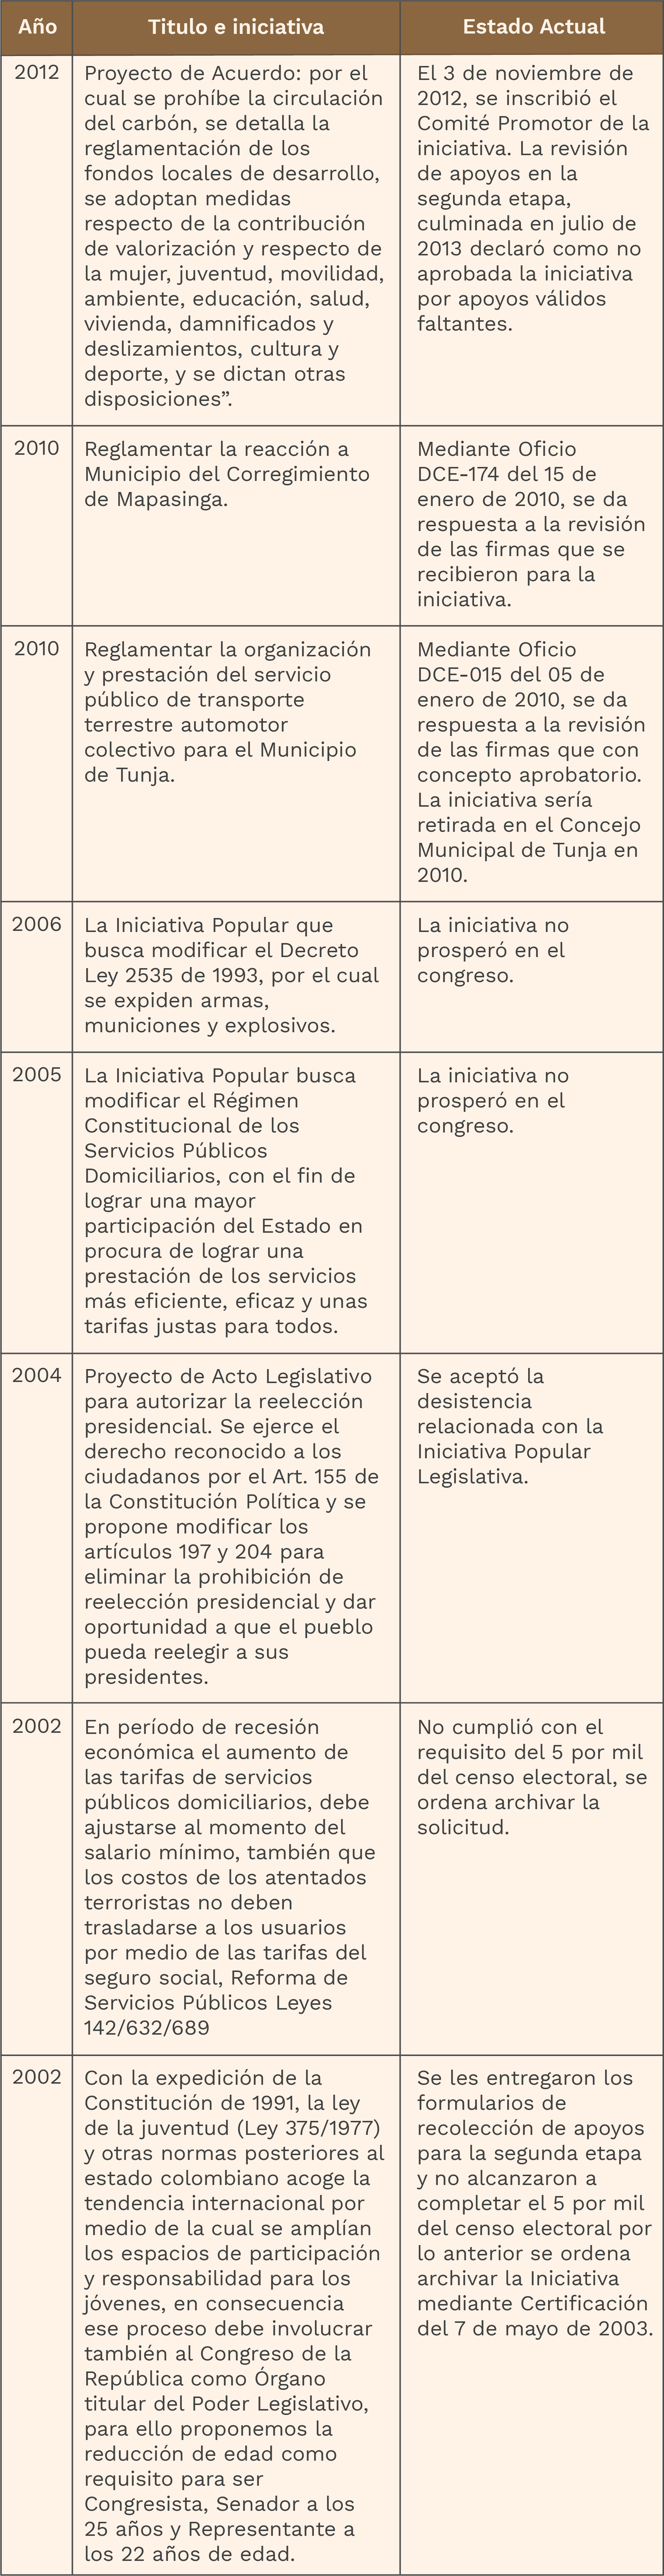 Año Titulo e iniciativa Estado Actual
2012
Proyecto de Acuerdo: por el
cual se prohíbe la circulación
del carbón, se detalla la
reglamentación de los
fondos locales de desarrollo,
se adoptan medidas
respecto de la contribución
de valorización y respecto de
la mujer, juventud, movilidad,
ambiente, educación, salud,
vivienda, damnificados y
deslizamientos, cultura y
deporte, y se dictan otras
disposiciones”.
El 3 de noviembre de
2012, se inscribió el
Comité Promotor de la
iniciativa. La revisión
de apoyos en la
segunda etapa,
culminada en julio de
2013 declaró como no
aprobada la iniciativa
por apoyos válidos
faltantes.
2010
Reglamentar la reacción a
Municipio del Corregimiento
de Mapasinga.
Mediante Oficio
DCE-174 del 15 de
enero de 2010, se da
respuesta a la revisión
de las firmas que se
recibieron para la
iniciativa.
2010
Reglamentar la organización
y prestación del servicio
público de transporte
terrestre automotor
colectivo para el Municipio
de Tunja.
Mediante Oficio
DCE-015 del 05 de
enero de 2010, se da
respuesta a la revisión
de las firmas que con
concepto aprobatorio.
La iniciativa sería
retirada en el Concejo
Municipal de Tunja en
2010.
2006
La Iniciativa Popular que
busca modificar el Decreto
Ley 2535 de 1993, por el cual
se expiden armas,
municiones y explosivos.
La iniciativa no
prosperó en el
congreso.
2005
La Iniciativa Popular busca
modificar el Régimen
Constitucional de los
Servicios Públicos
Domiciliarios, con el fin de
lograr una mayor
participación del Estado en
procura de lograr una
prestación de los servicios
más eficiente, eficaz y unas
tarifas justas para todos.
La iniciativa no
prosperó en el
congreso.
2004
Proyecto de Acto Legislativo
para autorizar la reelección
presidencial. Se ejerce el
derecho reconocido a los
ciudadanos por el Art. 155 de
la Constitución Política y se
propone modificar los
artículos 197 y 204 para
eliminar la prohibición de
reelección presidencial y dar
oportunidad a que el pueblo
pueda reelegir a sus
presidentes.
Se aceptó la
desistencia
relacionada con la
Iniciativa Popular
Legislativa.
2002
En período de recesión
económica el aumento de
las tarifas de servicios
públicos domiciliarios, debe
ajustarse al momento del
salario mínimo, también que
los costos de los atentados
terroristas no deben
trasladarse a los usuarios
por medio de las tarifas del
seguro social, Reforma de
Servicios Públicos Leyes
142/632/689
No cumplió con el
requisito del 5 por mil
del censo electoral, se
ordena archivar la
solicitud.
2002
Con la expedición de la
Constitución de 1991, la ley
de la juventud (Ley 375/1977)
y otras normas posteriores al
estado colombiano acoge la
tendencia internacional por
medio de la cual se amplían
los espacios de participación
y responsabilidad para los
jóvenes, en consecuencia
ese proceso debe involucrar
también al Congreso de la
República como Órgano
titular del Poder Legislativo,
para ello proponemos la
reducción de edad como
requisito para ser
Congresista, Senador a los
25 años y Representante a
los 22 años de edad.
Se les entregaron los
formularios de
recolección de apoyos
para la segunda etapa
y no alcanzaron a
completar el 5 por mil
del censo electoral por
lo anterior se ordena
archivar la Iniciativa
mediante Certificación
del 7 de mayo de 2003.